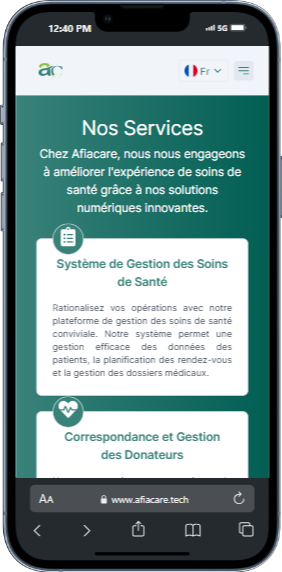 12:40 PM
5G
ac
Fr
Nos Services
Chez Afiacare, nous nous engageons
à améliorer l'expérience de soins de
santé grâce à nos solutions
numériques innovantes.
Système de Gestion des Soins
de Santé
Rationalisez vos opérations avec notre
plateforme de gestion des soins de santé
conviviale. Notre système permet une
gestion efficace des données des
patients, la planification des rendez-vous
et la gestion des dossiers médicaux.
Correspondance et Gestion
des Donateurs
AA
www.afiacare.tech